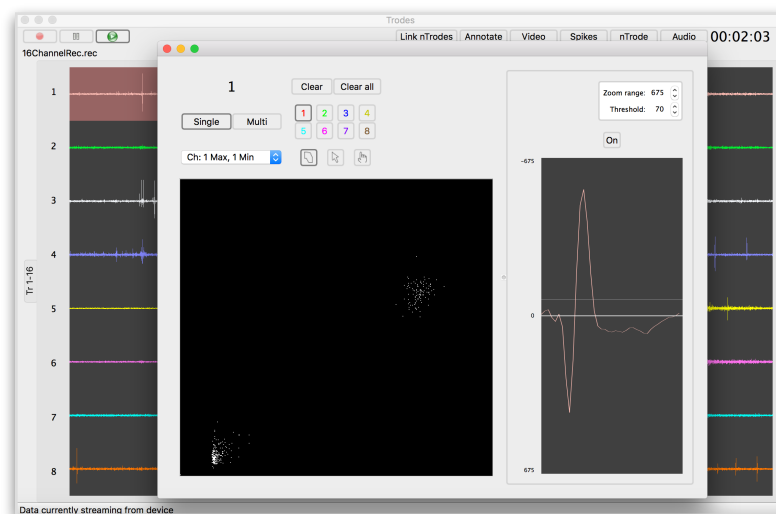 Trodes
Link nTrodes Annotate Video Spikes nTrode Audio 00:02:03
16ChannelRec.rec
1 Clear Clear all
Zoom range: 675
Threshold: 70
Single Multi
1 2 3 4
5 6 7 8
On
Ch: 1 Max, 1 Min
-675
0
675
Tr 1-16
1
2
3
4
5
6
7
8
Data currently streaming from device